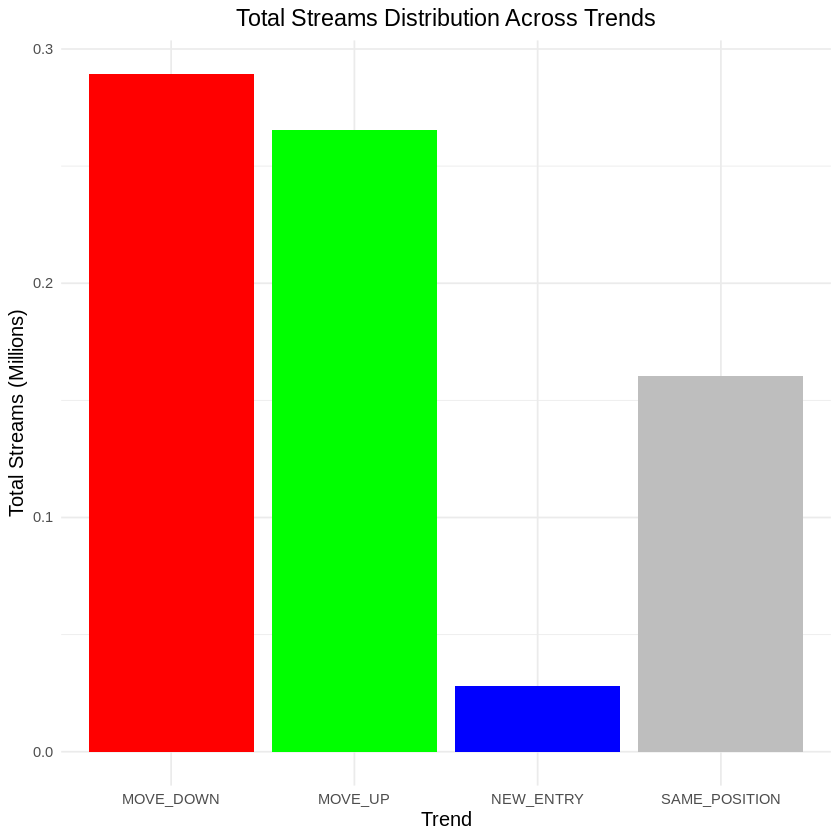 Total Streams Distribution Across Trends
Total Streams (Millions)
0.3
0.2
0.1
0.0
MOVE_DOWN MOVE_UP NEW_ENTRY SAME_POSITION
Trend